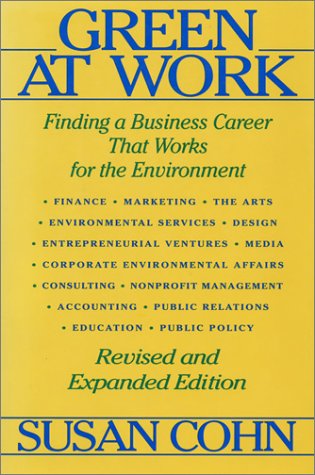 GREEN
AT WORK
Finding a Business Career
That Works
for the Environment
• FINANCE • MARKETING • THE ARTS
• ENVIRONMENTAL SERVICES • DESIGN
• ENTREPRENEURIAL VENTURES • MEDIA
• CORPORATE ENVIRONMENTAL AFFAIRS
• CONSULTING • NONPROFIT MANAGEMENT
• ACCOUNTING • PUBLIC RELATIONS
• EDUCATION • PUBLIC POLICY
Revised and
Expanded Edition
SUSAN COHN